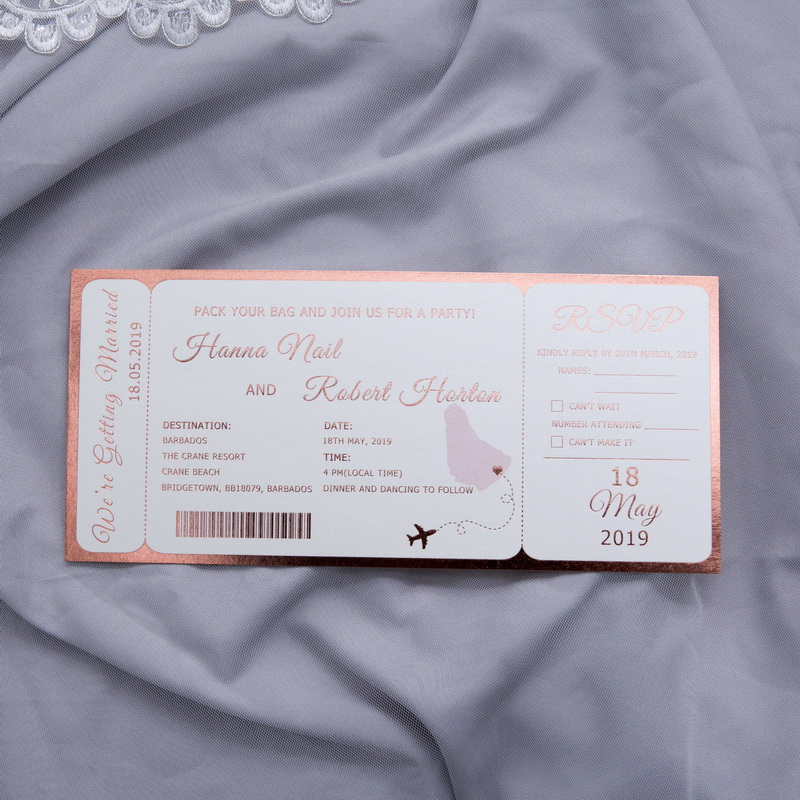 We're Getting Married
18.05.2019
PACK YOUR BAG AND JOIN US FOR A PARTY!
Hanna Nail
AND Robert Horton
DESTINATION:
BARBADOS
THE CRANE RESORT
CRANE BEACH
BRIDGETOWN, BB18079, BARBADOS
DATE:
18TH MAY, 2019
TIME:
4 PM(LOCAL TIME)
DINNER AND DANCING TO FOLLOW
RSVP
KINDLY REPLY BY 20TH MARCH, 2019
NAMES:
CAN'T WAIT
NUMBER ATTENDING
CAN'T MAKE IT
18
May
2019